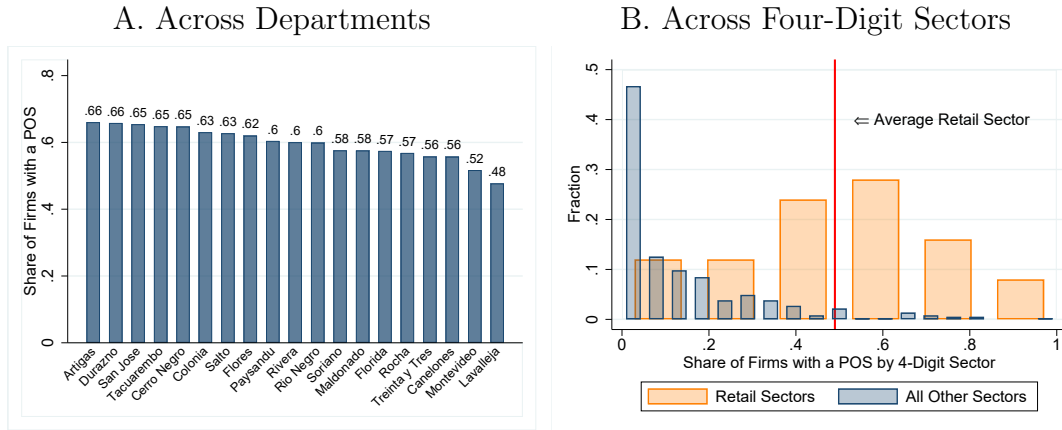 A. Across Departments
Share of Firms with a POS
0
.2
.4
.6
.8
.66
.66
.65
.65
.65
.63
.63
.62
.6
.6
.6
.58
.58
.57
.57
.56
.56
.52
.48
Artigas
Durazno
San Jose
Tacuarembo
Cerro Negro
Colonia
Salto
Flores
Paysandu
Rivera
Rio Negro
Soriano
Maldonado
Florida
Rocha
Treinta y Tres
Canelones
Montevideo
Lavalleja
B. Across Four-Digit Sectors
Fraction
0
.1
.2
.3
.4
.5
⇐ Average Retail Sector
0
.2
.4
.6
.8
1
Share of Firms with a POS by 4-Digit Sector
Retail Sectors
All Other Sectors